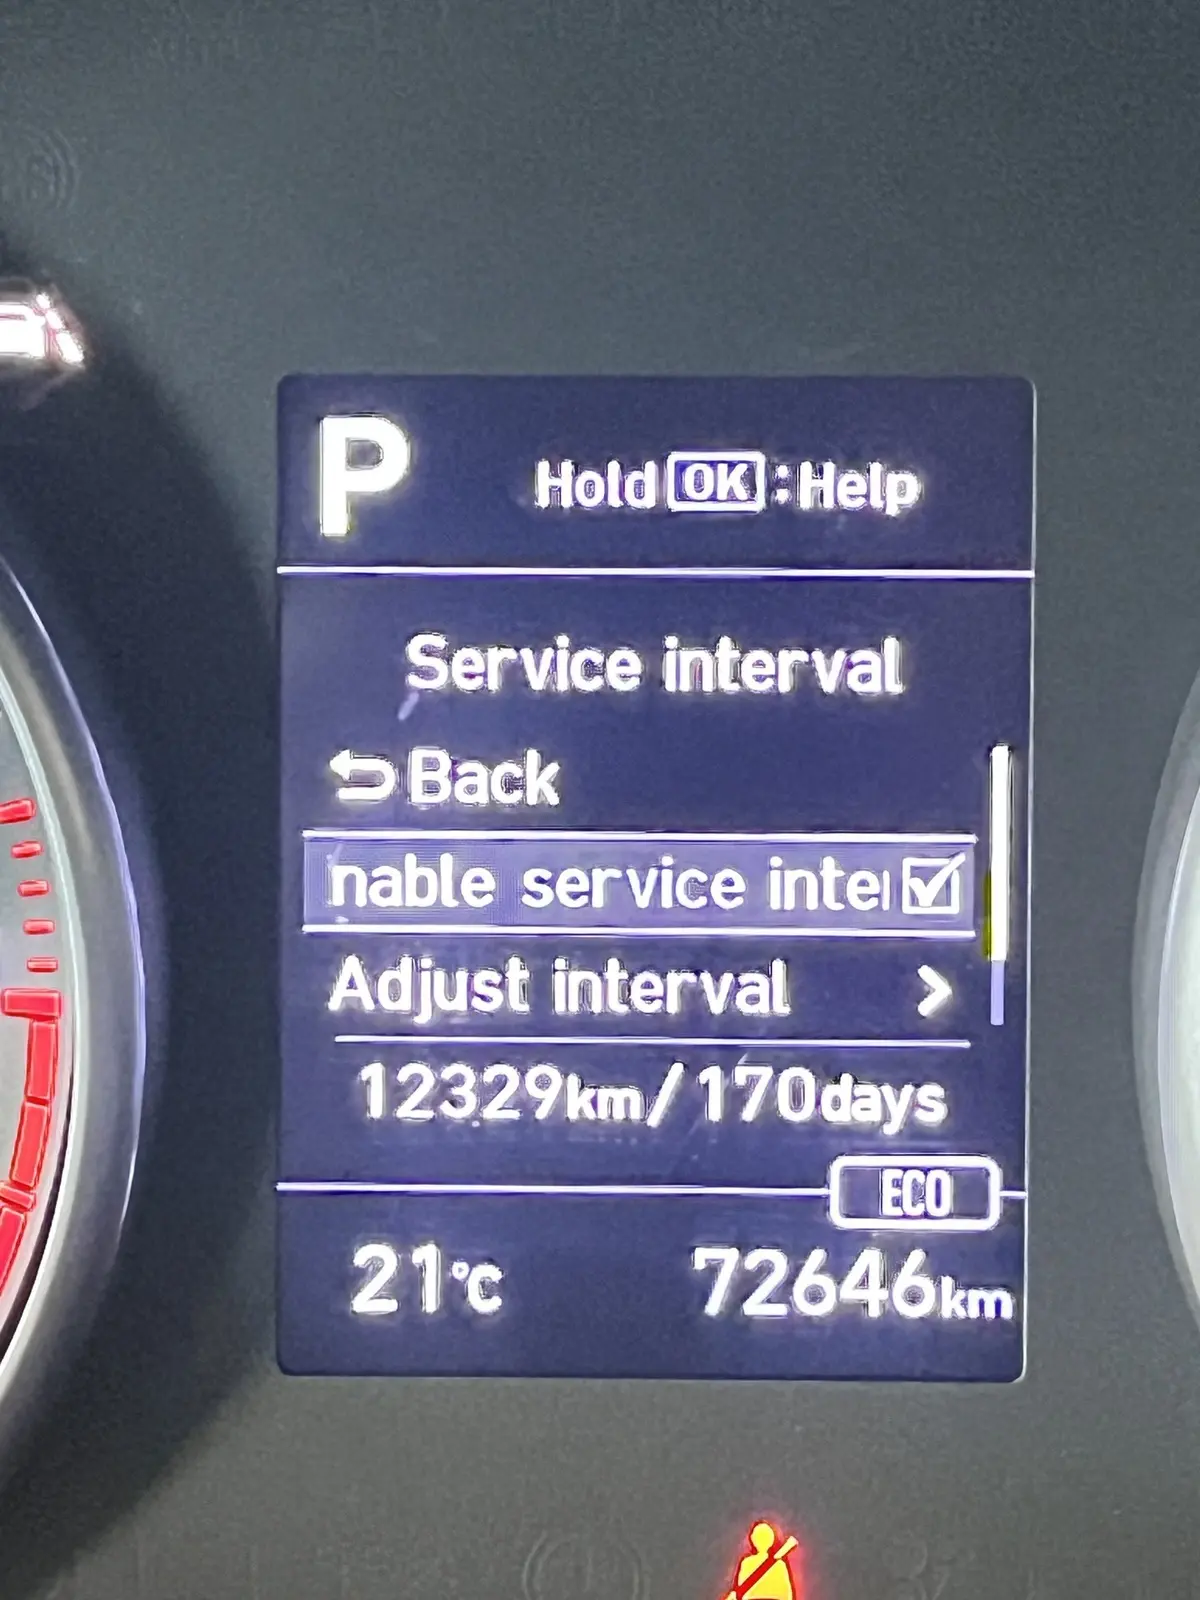 P Hold OK : Help
Service interval
Back
nable service inte
Adjust interval >
12329km/170days
ECO
21°C 72646km